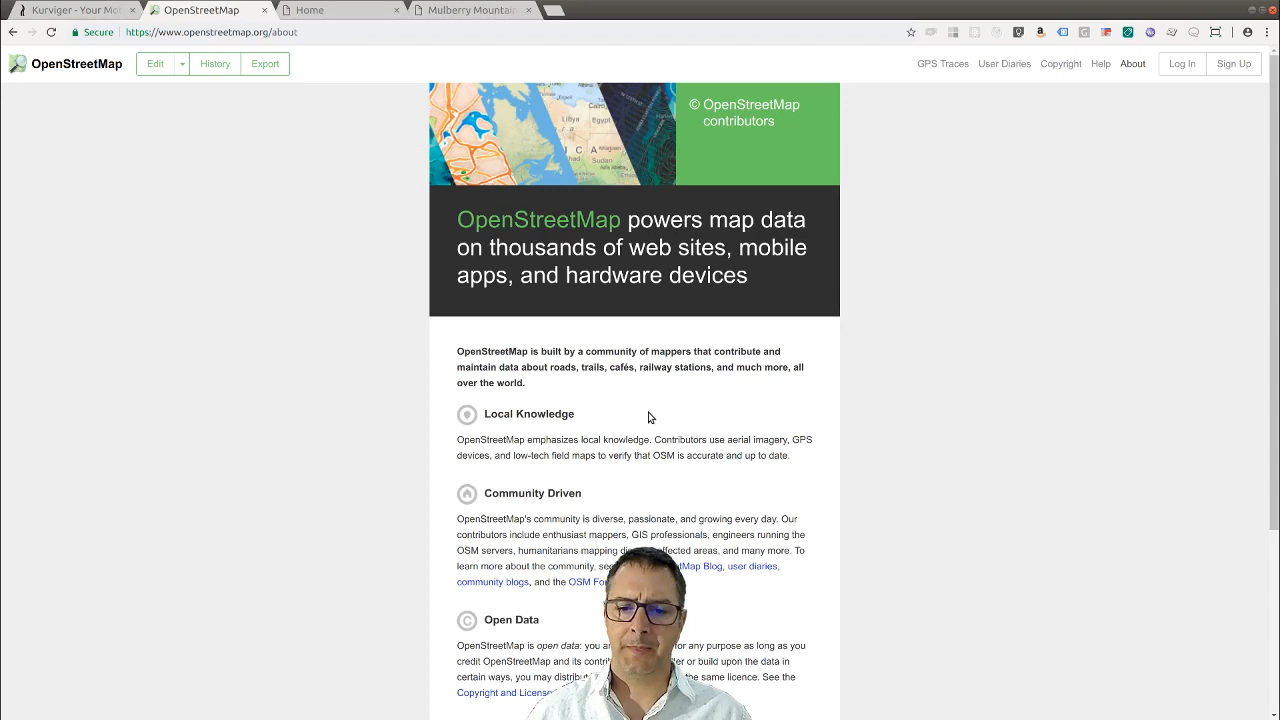 Kurviger - Your Mot
OpenStreetMap
Home
Mulberry Mountain
Secure https://www.openstreetmap.org/about
OpenStreetMap
Edit
History
Export
GPS Traces
User Diaries
Copyright
Help
About
Log In
Sign Up
© OpenStreetMap
contributors
Libya
Egypt
ICA
Sudan
OpenStreetMap powers map data
on thousands of web sites, mobile
apps, and hardware devices
OpenStreetMap is built by a community of mappers that contribute and
maintain data about roads, trails, cafés, railway stations, and much more, all
over the world.
Local Knowledge
OpenStreetMap emphasizes local knowledge. Contributors use aerial imagery, GPS
devices, and low-tech field maps to verify that OSM is accurate and up to date.
Community Driven
OpenStreetMap's community is diverse, passionate, and growing every day. Our
contributors include enthusiast mappers, GIS professionals, engineers running the
OSM servers, humanitarians mapping affected areas, and many more. To
learn more about the community, see Blog, user diaries,
community blogs, and the OSM
Open Data
OpenStreetMap is open data: you for any purpose as long as you
credit OpenStreetMap and its or build upon the data in
certain ways, you may the same licence. See the
Copyright and License